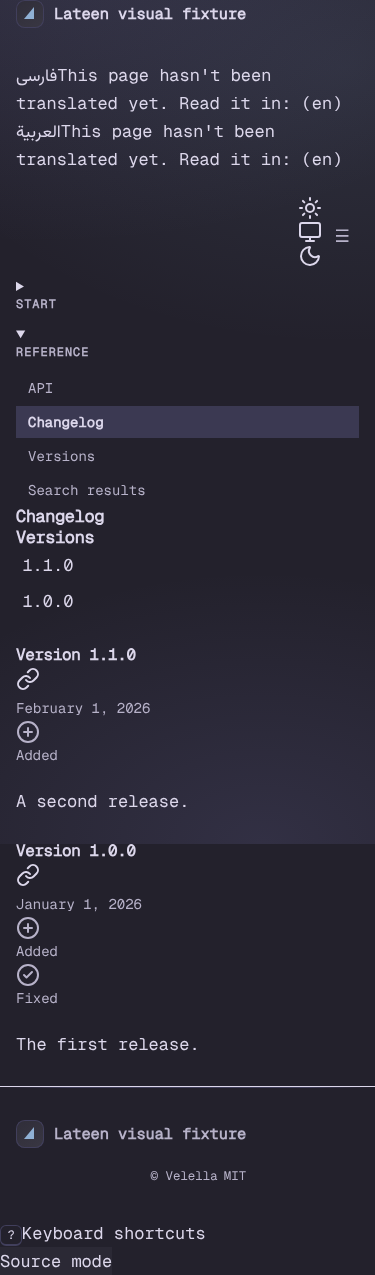 Lateen visual fixture
فارسیThis page hasn't been
translated yet. Read it in: (en)
العربيةThis page hasn't been
translated yet. Read it in: (en)
START
REFERENCE
API
Changelog
Versions
Search results
Changelog
Versions
1.1.0
1.0.0
Version 1.1.0
February 1, 2026
Added
A second release.
Version 1.0.0
January 1, 2026
Added
Fixed
The first release.
Lateen visual fixture
© Velella MIT
?Keyboard shortcuts
Source mode